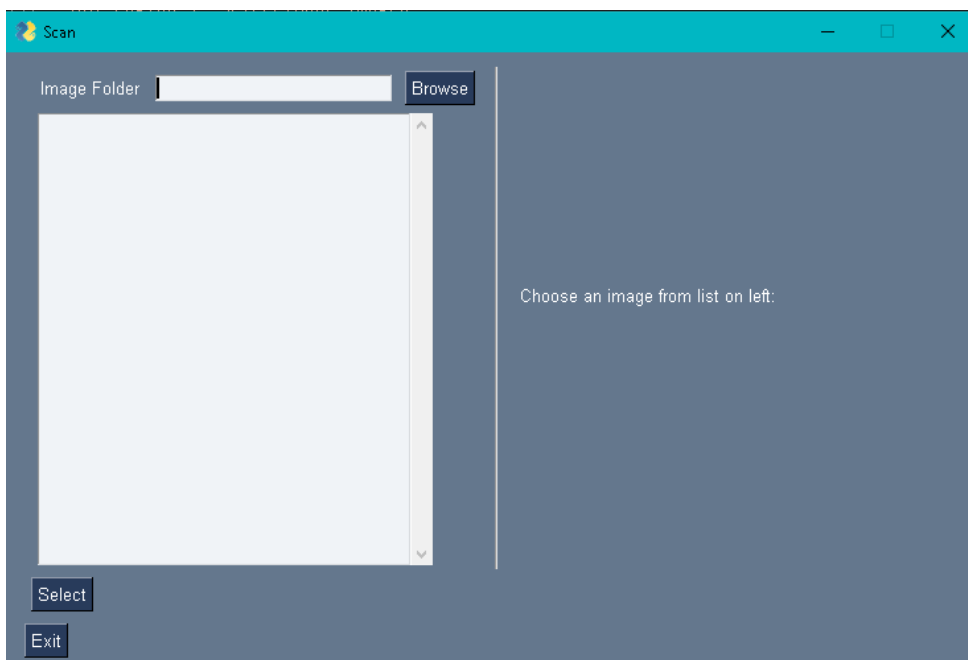 Scan
Image Folder Browse
Choose an image from list on left:
Select
Exit